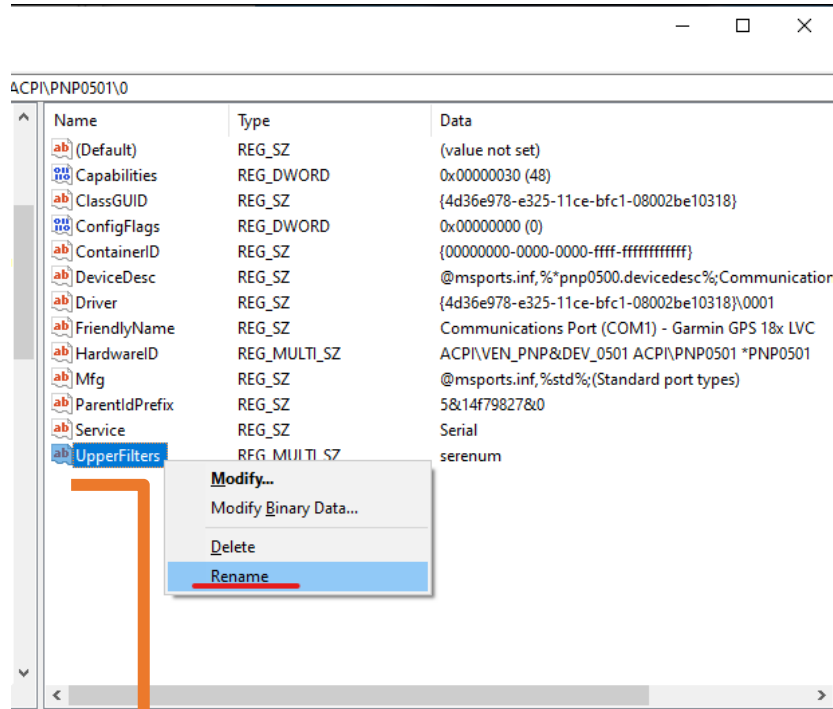 ACPI\PNP0501\0
Name Type Data
(Default) REG_SZ (value not set)
Capabilities REG_DWORD 0x00000030 (48)
ClassGUID REG_SZ {4d36e978-e325-11ce-bfc1-08002be10318}
ConfigFlags REG_DWORD 0x00000000 (0)
ContainerID REG_SZ {00000000-0000-0000-ffff-ffffffffffff}
DeviceDesc REG_SZ @msports.inf,%*pnp0500.devicedesc%;Communication
Driver REG_SZ {4d36e978-e325-11ce-bfc1-08002be10318}\0001
FriendlyName REG_SZ Communications Port (COM1) - Garmin GPS 18x LVC
HardwareID REG_MULTI_SZ ACPI\VEN_PNP&DEV_0501 ACPI\PNP0501 *PNP0501
Mfg REG_SZ @msports.inf,%std%;(Standard port types)
ParentIdPrefix REG_SZ 5&14f79827&0
Service REG_SZ Serial
UpperFilters REG_MULTI_SZ serenum
Modify...
Modify Binary Data...
Delete
Rename